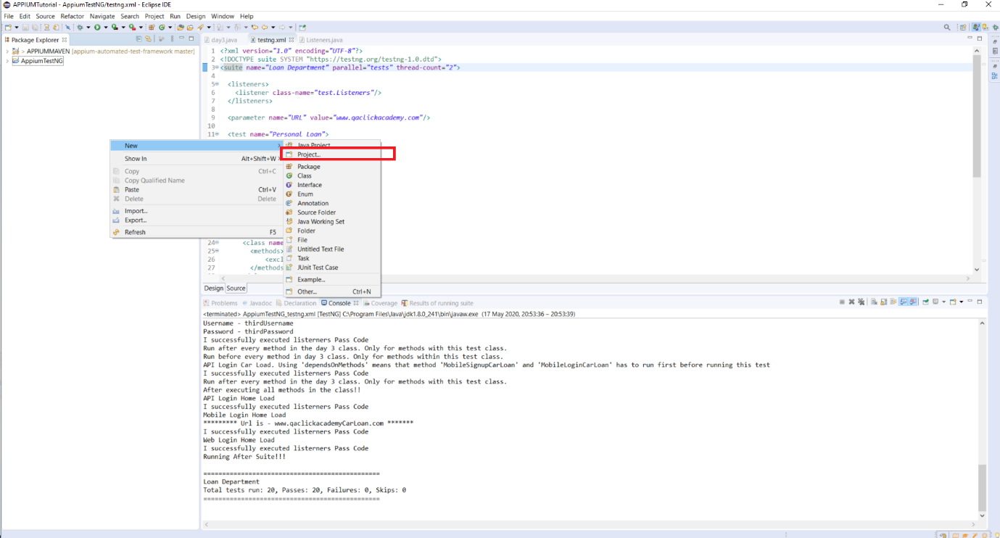 APPIUMTutorial - AppiumTestNG/testng.xml - Eclipse IDE
File Edit Source Refactor Navigate Search Project Run Design Window Help
Package Explorer
> APPIUMMAVEN [appium-automated-test-framework master]
AppiumTestNG
day3.java testng.xml Listeners.java
1 <?xml version="1.0" encoding="UTF-8"?>
2 <!DOCTYPE suite SYSTEM "https://testng.org/testng-1.0.dtd">
3 <suite name="Loan Department" parallel="tests" thread-count="2">
4
5 <listeners>
6 <listener class-name="test.Listeners"/>
7 </listeners>
8
9 <parameter name="URL" value="www.qaclickacademy.com"/>
10
11 <test name="Personal Loan">
New
Show In Alt+Shift+W >
Copy Ctrl+C
Copy Qualified Name
Paste Ctrl+V
Delete Delete
Import...
Export...
Refresh F5
Java Project
Project...
Package
Class
Interface
Enum
Annotation
Source Folder
Java Working Set
Folder
File
Untitled Text File
Task
JUnit Test Case
Example...
Other... Ctrl+N
24 <class name
25 <methods>
26 <excl
27 </methods
Design Source
Problems Javadoc Declaration Console Coverage Results of running suite
<terminated> AppiumTestNG_testng.xml [TestNG] C:\Program Files\Java\jdk1.8.0_241\bin\javaw.exe (17 May 2020, 20:53:36 – 20:53:39)
Username - thirdUsername
Password - thirdPassword
I successfully executed listerners Pass Code
Run after every method in the day 3 class. Only for methods with this test class.
Run before every method in day 3 class. Only for methods within this test class.
API Login Car Load. Using 'dependsOnMethods' means that method 'MobileSignupCarLoan' and 'MobileLoginCarLoan' has to run first before running this test
I successfully executed listerners Pass Code
Run after every method in the day 3 class. Only for methods with this test class.
After executing all methods in the class!!
API Login Home Load
I successfully executed listerners Pass Code
Mobile Login Home Load
********* Url is - www.qaclickacademyCarLoan.com *******
I successfully executed listerners Pass Code
Web Login Home Load
I successfully executed listerners Pass Code
Running After Suite!!!
===============================================
Loan Department
Total tests run: 20, Passes: 20, Failures: 0, Skips: 0
===============================================